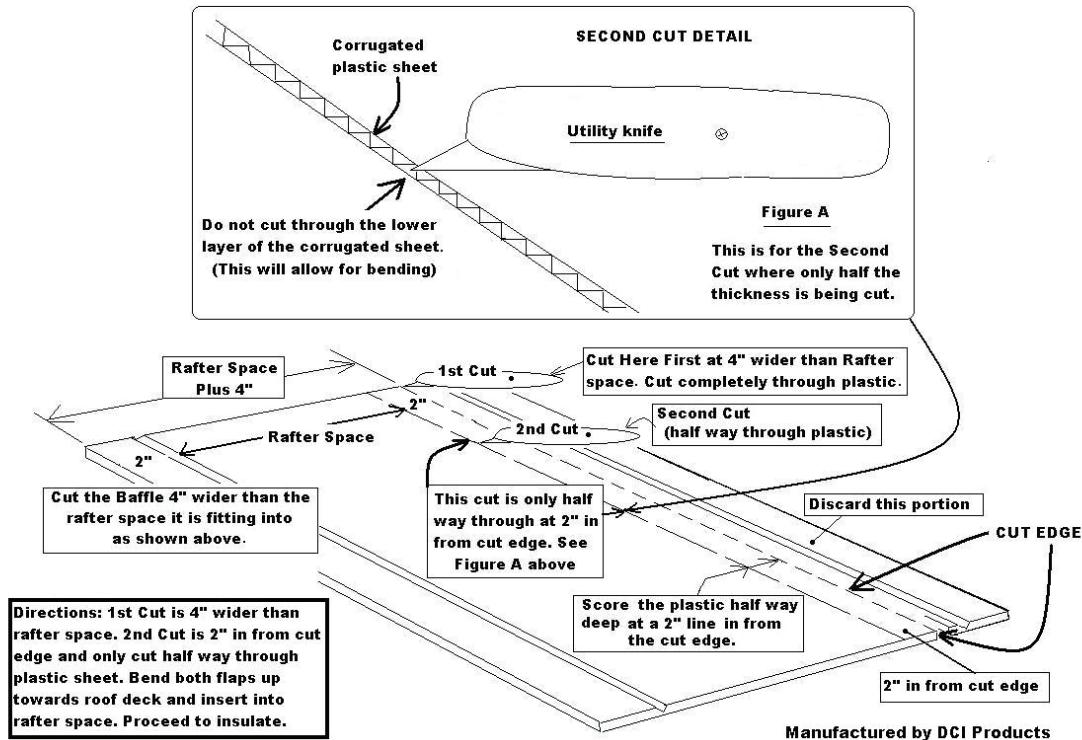 SECOND CUT DETAIL
Corrugated
plastic sheet
Utility knife
Do not cut through the lower
layer of the corrugated sheet.
(This will allow for bending)
Figure A
This is for the Second
Cut where only half the
thickness is being cut.
Rafter Space
Plus 4"
1st Cut
Cut Here First at 4" wider than Rafter
space. Cut completely through plastic.
2"
Rafter Space
2nd Cut
Second Cut
(half way through plastic)
2"
Cut the Baffle 4" wider than the
rafter space it is fitting into
as shown above.
This cut is only half
way through at 2" in
from cut edge. See
Figure A above
Discard this portion
CUT EDGE
Score the plastic half way
deep at a 2" line in from
the cut edge.
Directions: 1st Cut is 4" wider than
rafter space. 2nd Cut is 2" in from cut
edge and only cut half way through
plastic sheet. Bend both flaps up
towards roof deck and insert into
rafter space. Proceed to insulate.
2" in from cut edge
Manufactured by DCI Products